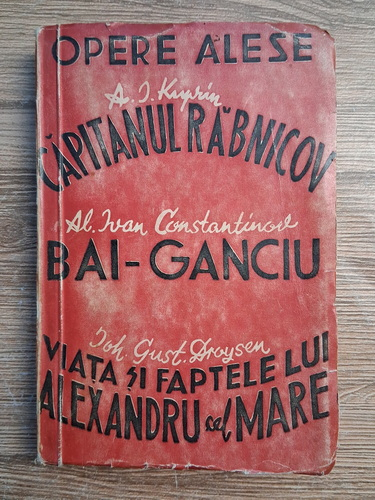 OPERE ALESE
A. I. Kuprin
CĂPITANUL RĂBNICOV
Al. Ivan Constantinov
BAI-GANCIU
Joh. Gust. Droysen
VIAȚA ȘI FAPTELE LUI
ALEXANDRU cel MARE